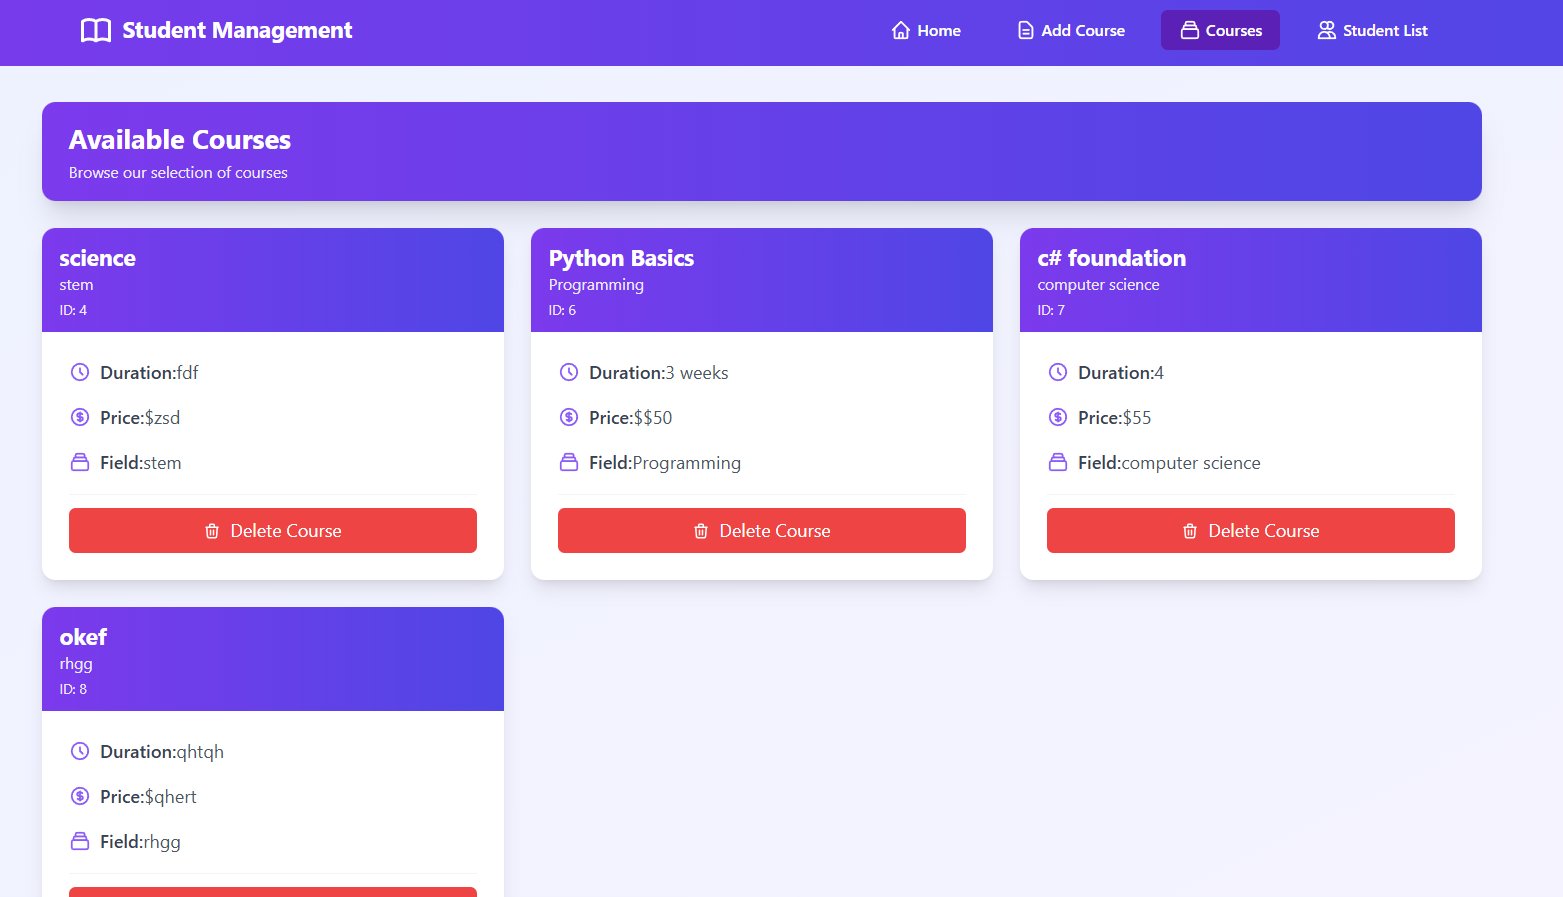 Student Management
Home
Add Course
Courses
Student List
Available Courses
Browse our selection of courses
science
stem
ID: 4
Duration:fdf
Price:$zsd
Field:stem
Delete Course
Python Basics
Programming
ID: 6
Duration:3 weeks
Price:$$50
Field:Programming
Delete Course
c# foundation
computer science
ID: 7
Duration:4
Price:$55
Field:computer science
Delete Course
okef
rhgg
ID: 8
Duration:qhtqh
Price:$qhert
Field:rhgg